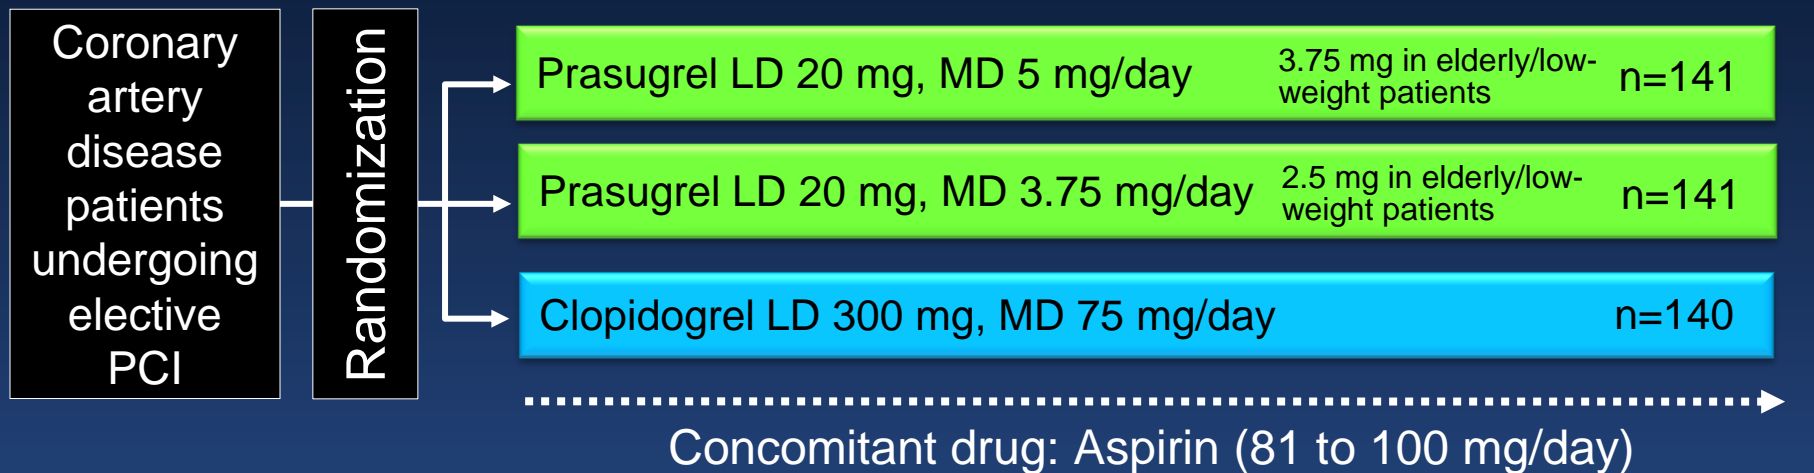 Coronary
artery
disease
patients
undergoing
elective
PCI
Randomization
Prasugrel LD 20 mg, MD 5 mg/day
3.75 mg in elderly/low-
weight patients
n=141
Prasugrel LD 20 mg, MD 3.75 mg/day
2.5 mg in elderly/low-
weight patients
n=141
Clopidogrel LD 300 mg, MD 75 mg/day
n=140
Concomitant drug: Aspirin (81 to 100 mg/day)